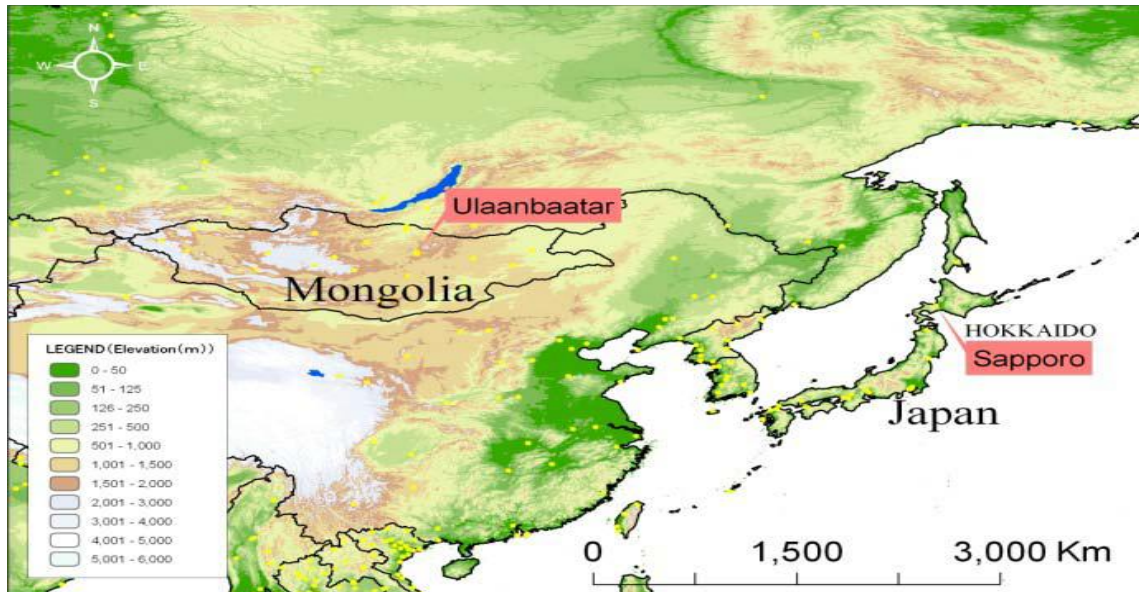 N
W E
S
Ulaanbaatar
Mongolia
HOKKAIDO
Sapporo
Japan
LEGEND(Elevation(m))
0 - 50
51 - 125
126 - 250
251 - 500
501 - 1,000
1,001 - 1,500
1,501 - 2,000
2,001 - 3,000
3,001 - 4,000
4,001 - 5,000
5,001 - 6,000
0 1,500 3,000 Km